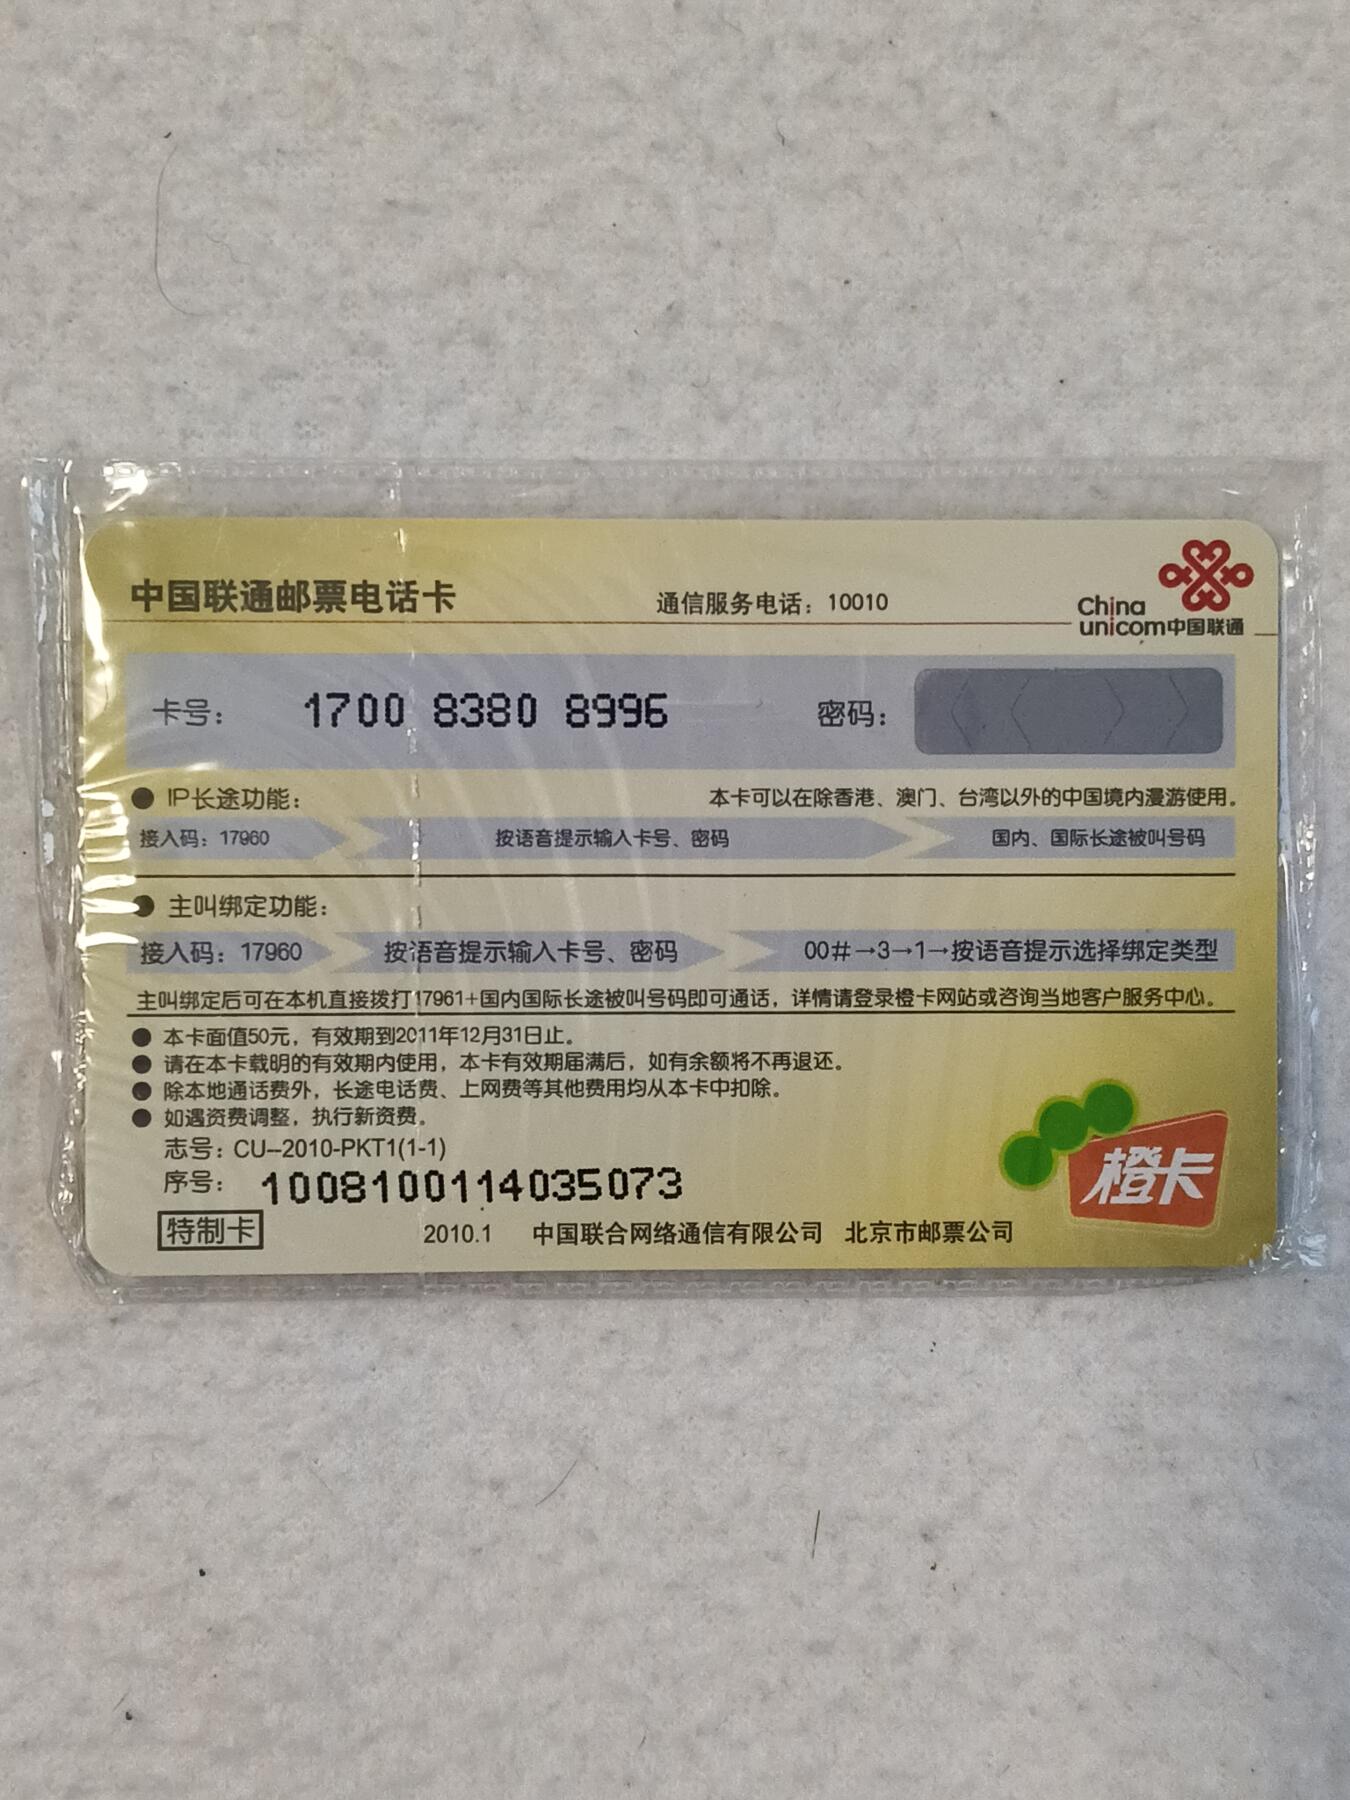 中国联通邮票电话卡
通信服务电话：10010
China
unicom中国联通
卡号： 1700 8380 8996
密码：
● IP长途功能：
本卡可以在除香港、澳门、台湾以外的中国境内漫游使用。
接入码：17960 按语音提示输入卡号、密码 国内、国际长途被叫号码
● 主叫绑定功能：
接入码：17960 按语音提示输入卡号、密码 00#→3→1→按语音提示选择绑定类型
主叫绑定后可在本机直接拨打17961+国内国际长途被叫号码即可通话，详情请登录橙卡网站或咨询当地客户服务中心。
● 本卡面值50元，有效期到2011年12月31日止。
● 请在本卡载明的有效期内使用，本卡有效期届满后，如有余额将不再退还。
● 除本地通话费外，长途电话费、上网费等其他费用均从本卡中扣除。
● 如遇资费调整，执行新资费。
志号：CU--2010-PKT1(1-1)
序号： 1008100114035073
橙卡
特制卡 2010.1 中国联合网络通信有限公司 北京市邮票公司